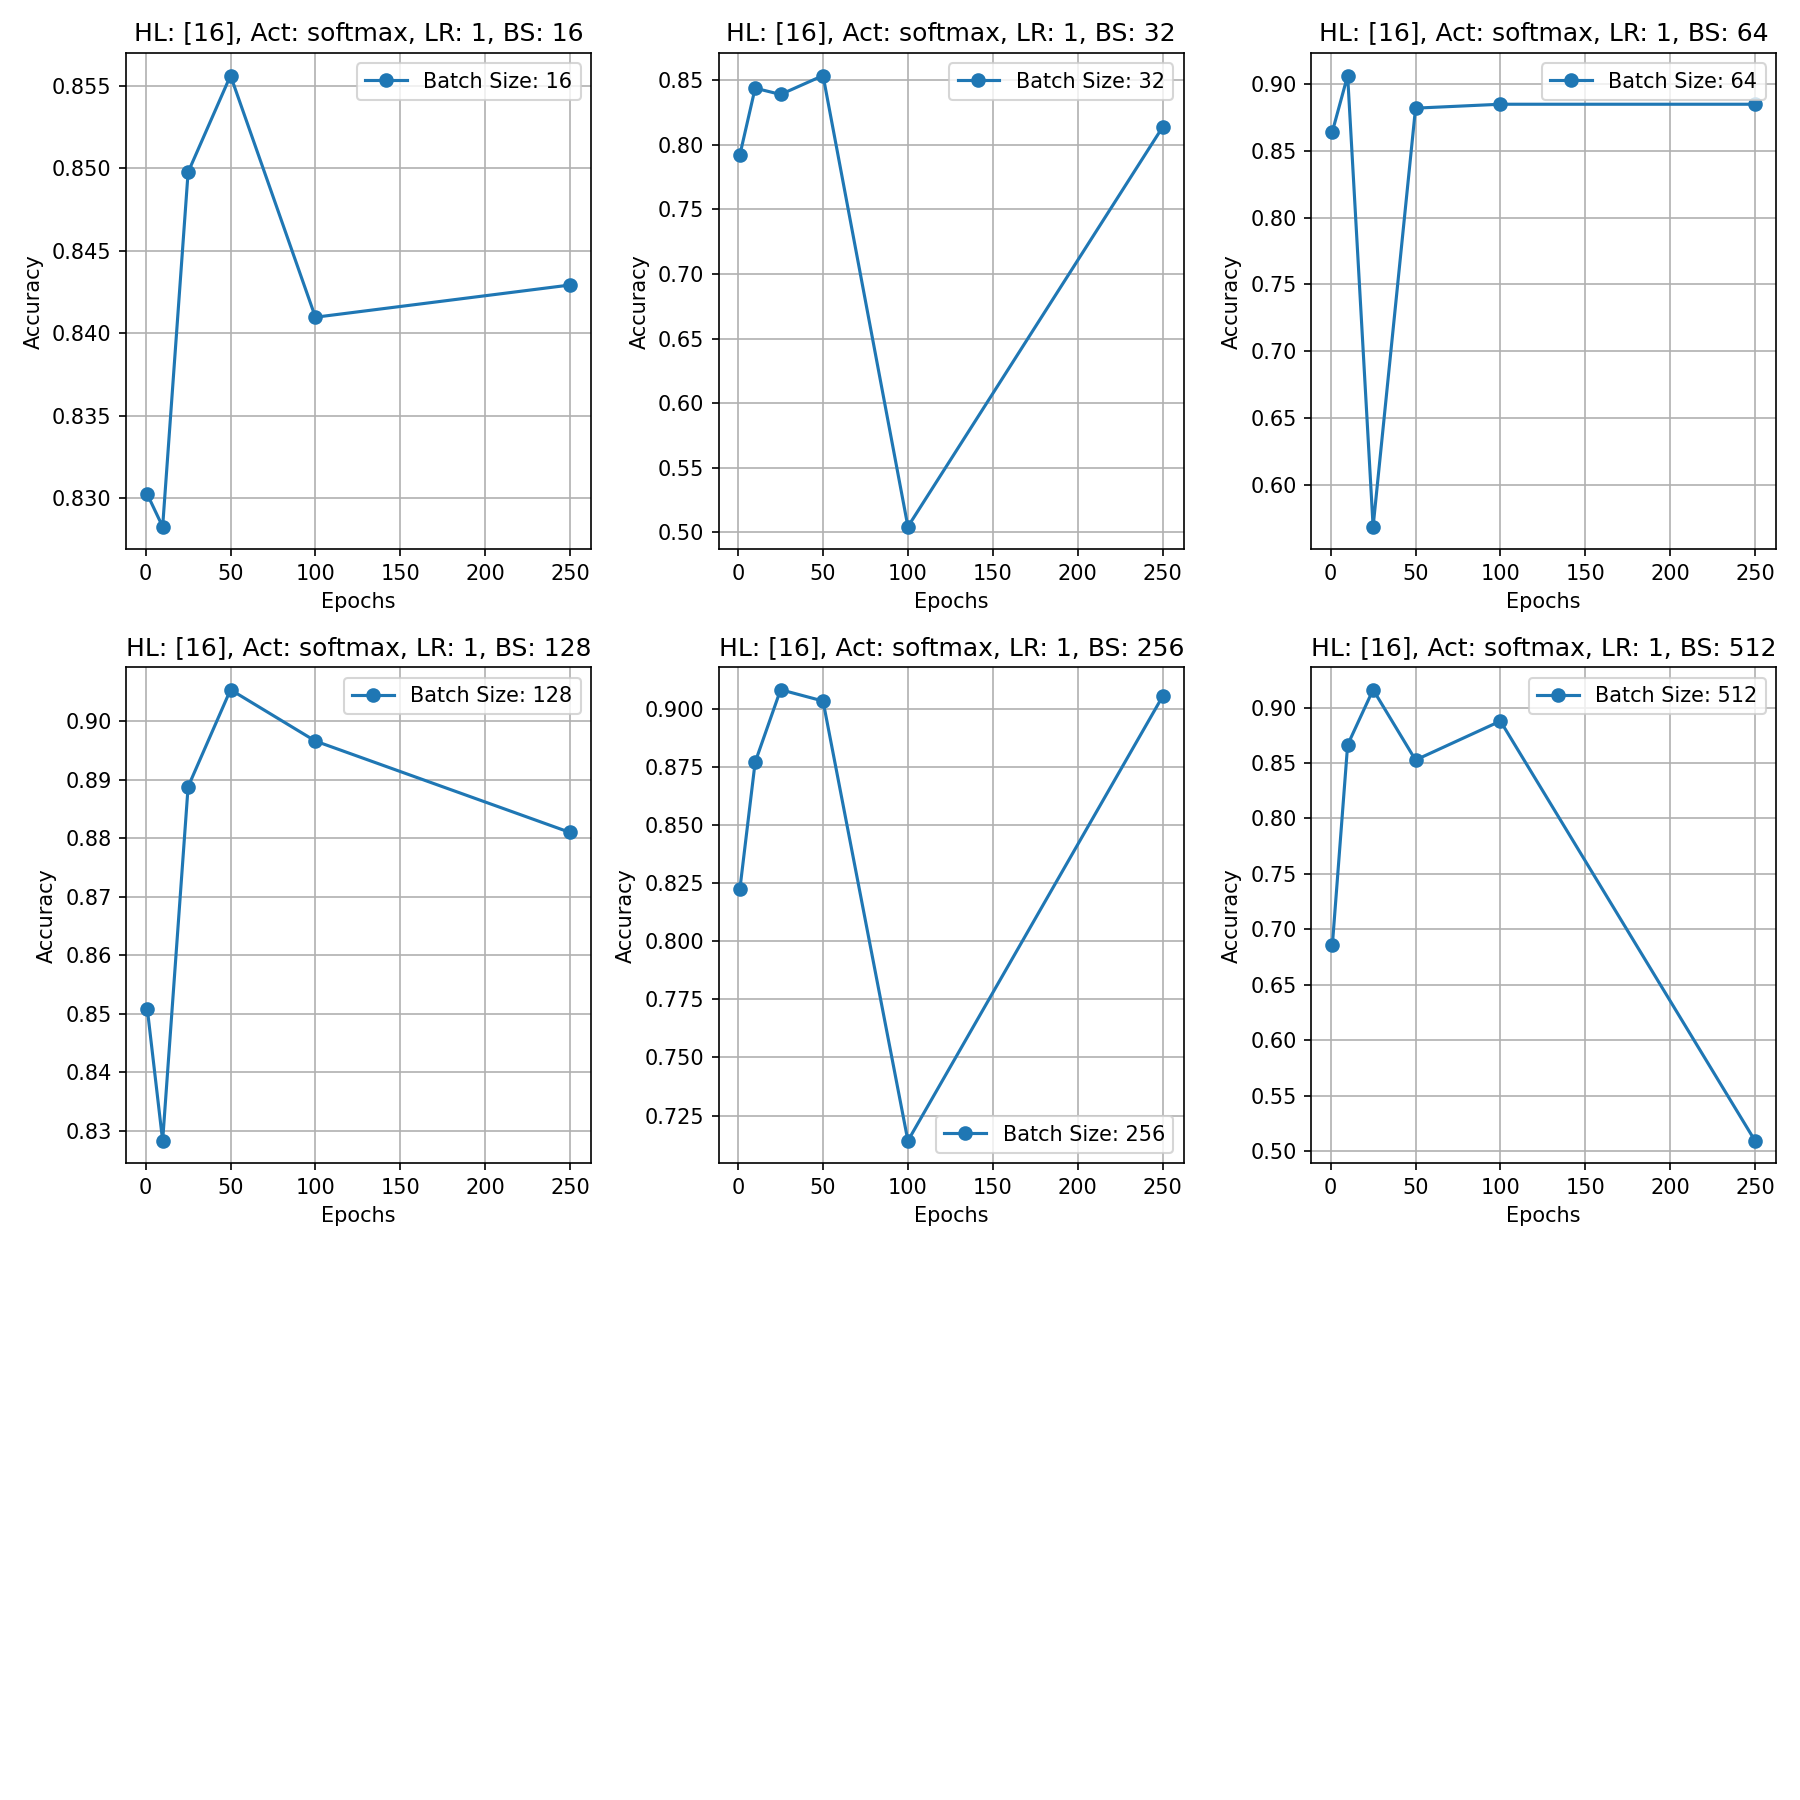 HL: [16], Act: softmax, LR: 1, BS: 16
Batch Size: 16
Accuracy
0.855
0.850
0.845
0.840
0.835
0.830
0 50 100 150 200 250
Epochs
HL: [16], Act: softmax, LR: 1, BS: 32
Batch Size: 32
Accuracy
0.85
0.80
0.75
0.70
0.65
0.60
0.55
0.50
0 50 100 150 200 250
Epochs
HL: [16], Act: softmax, LR: 1, BS: 64
Batch Size: 64
Accuracy
0.90
0.85
0.80
0.75
0.70
0.65
0.60
0 50 100 150 200 250
Epochs
HL: [16], Act: softmax, LR: 1, BS: 128
Batch Size: 128
Accuracy
0.90
0.89
0.88
0.87
0.86
0.85
0.84
0.83
0 50 100 150 200 250
Epochs
HL: [16], Act: softmax, LR: 1, BS: 256
Accuracy
0.900
0.875
0.850
0.825
0.800
0.775
0.750
0.725
Batch Size: 256
0 50 100 150 200 250
Epochs
HL: [16], Act: softmax, LR: 1, BS: 512
Batch Size: 512
Accuracy
0.90
0.85
0.80
0.75
0.70
0.65
0.60
0.55
0.50
0 50 100 150 200 250
Epochs